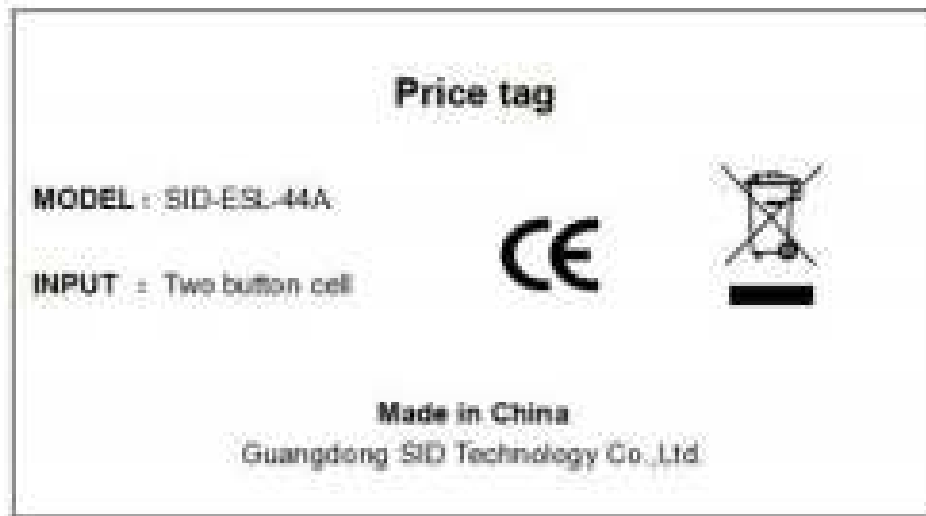 Price tag
MODEL : SID-ESL-44A
INPUT : Two button cell
CE
Made in China
Guangdong SID Technology Co.,Ltd.